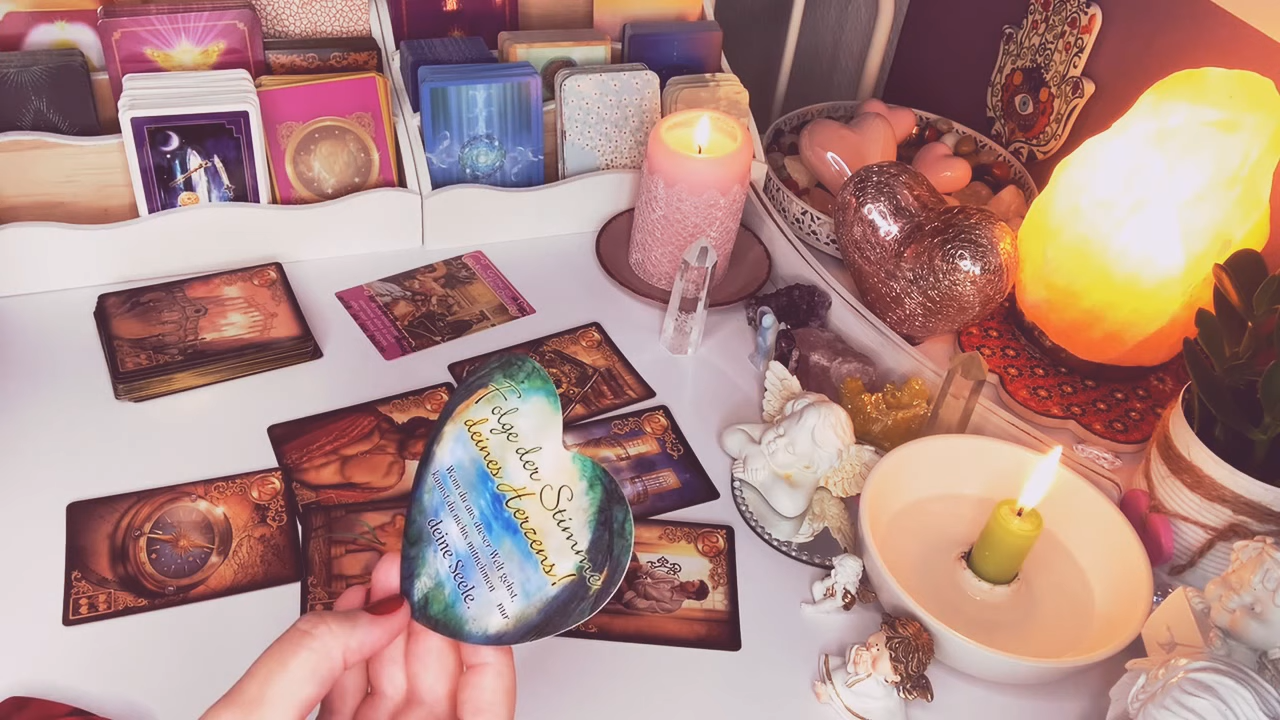 Folge der Stimme
deines Herzens!
Wenn du aus dieser Welt gehst,
kannst du nichts mitnehmen - nur
deine Seele.